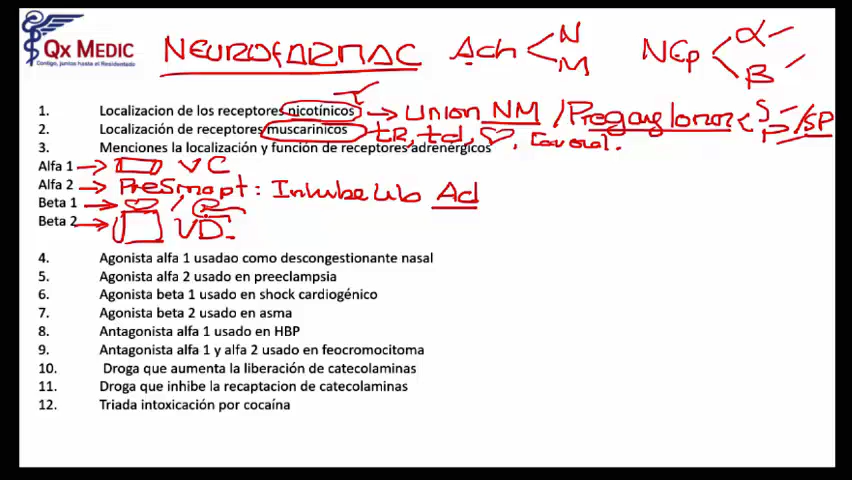 Qx MEDIC
Contigo, juntos hasta el Residentado
NEUROFARMAC Ach N M NEp α β
1. Localizacion de los receptores nicotínicos → Union NM / Preganglionar S P / SP
2. Localización de receptores muscarinicos → tR, td,
3. Menciones la localización y función de receptores adrenérgicos
Alfa 1 → VC
Alfa 2 → Presinapt: Inhibe lib Ad
Beta 1 →
Beta 2 → VD.
4. Agonista alfa 1 usadao como descongestionante nasal
5. Agonista alfa 2 usado en preeclampsia
6. Agonista beta 1 usado en shock cardiogénico
7. Agonista beta 2 usado en asma
8. Antagonista alfa 1 usado en HBP
9. Antagonista alfa 1 y alfa 2 usado en feocromocitoma
10. Droga que aumenta la liberación de catecolaminas
11. Droga que inhibe la recaptacion de catecolaminas
12. Triada intoxicación por cocaína